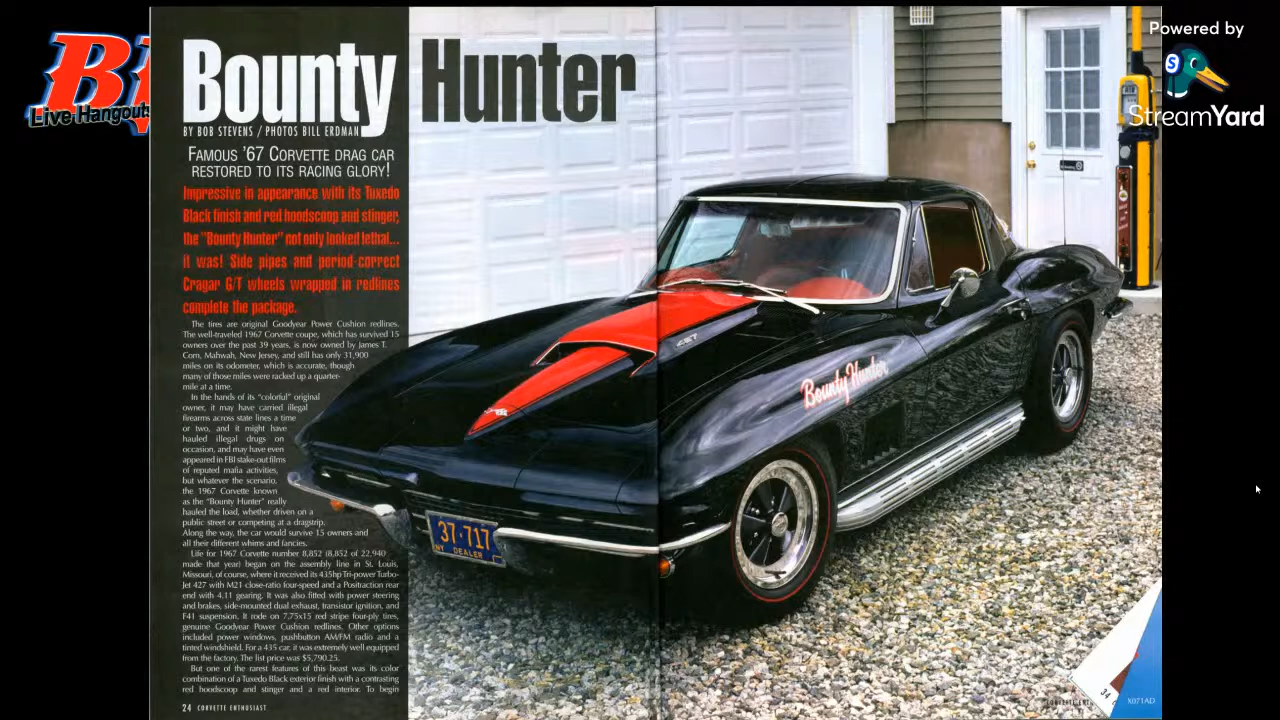 Live Hangouts
Powered by
StreamYard
Bounty Hunter
BY BOB STEVENS / PHOTOS BILL ERDMAN
FAMOUS '67 CORVETTE DRAG CAR
RESTORED TO ITS RACING GLORY!
Impressive in appearance with its Tuxedo
Black finish and red hoodscoop and stinger,
the "Bounty Hunter" not only looked lethal...
it was! Side pipes and period-correct
Cragar G/T wheels wrapped in redlines
complete the package.
The tires are original Goodyear Power Cushion redlines.
The well-traveled 1967 Corvette coupe, which has survived 15
owners over the past 39 years, is now owned by James T.
Corn, Mahwah, New Jersey, and still has only 31,900
miles on its odometer, which is accurate, though
many of those miles were racked up a quarter-
mile at a time.
In the hands of its "colorful" original
owner, it may have carried illegal
firearms across state lines a time
or two, and it might have
hauled illegal drugs on
occasion, and may have even
appeared in FBI stake-out films
of reputed mafia activities,
but whatever the scenario,
the 1967 Corvette known
as the "Bounty Hunter" really
hauled the load, whether driven on a
public street or competing at a dragstrip.
Along the way, the car would survive 15 owners and
all their different whims and fancies.
Life for 1967 Corvette number 8,852 (8,852 of 22,940
made that year) began on the assembly line in St. Louis,
Missouri, of course, where it received its 435hp Tri-power Turbo-
Jet 427 with M21 close-ratio four-speed and a Positraction rear
end with 4.11 gearing. It was also fitted with power steering
and brakes, side-mounted dual exhaust, transistor ignition, and
F41 suspension. It rode on 7.75x15 red stripe four-ply tires,
genuine Goodyear Power Cushion redlines. Other options
included power windows, pushbutton AM/FM radio and a
tinted windshield. For a 435 car, it was extremely well equipped
from the factory. The list price was $5,790.25.
But one of the rarest features of this beast was its color
combination of a Tuxedo Black exterior finish with a contrasting
red hoodscoop and stinger and a red interior. To begin
24 CORVETTE ENTHUSIAST
427
Bounty Hunter
37·717
NY DEALER
34
X071AD